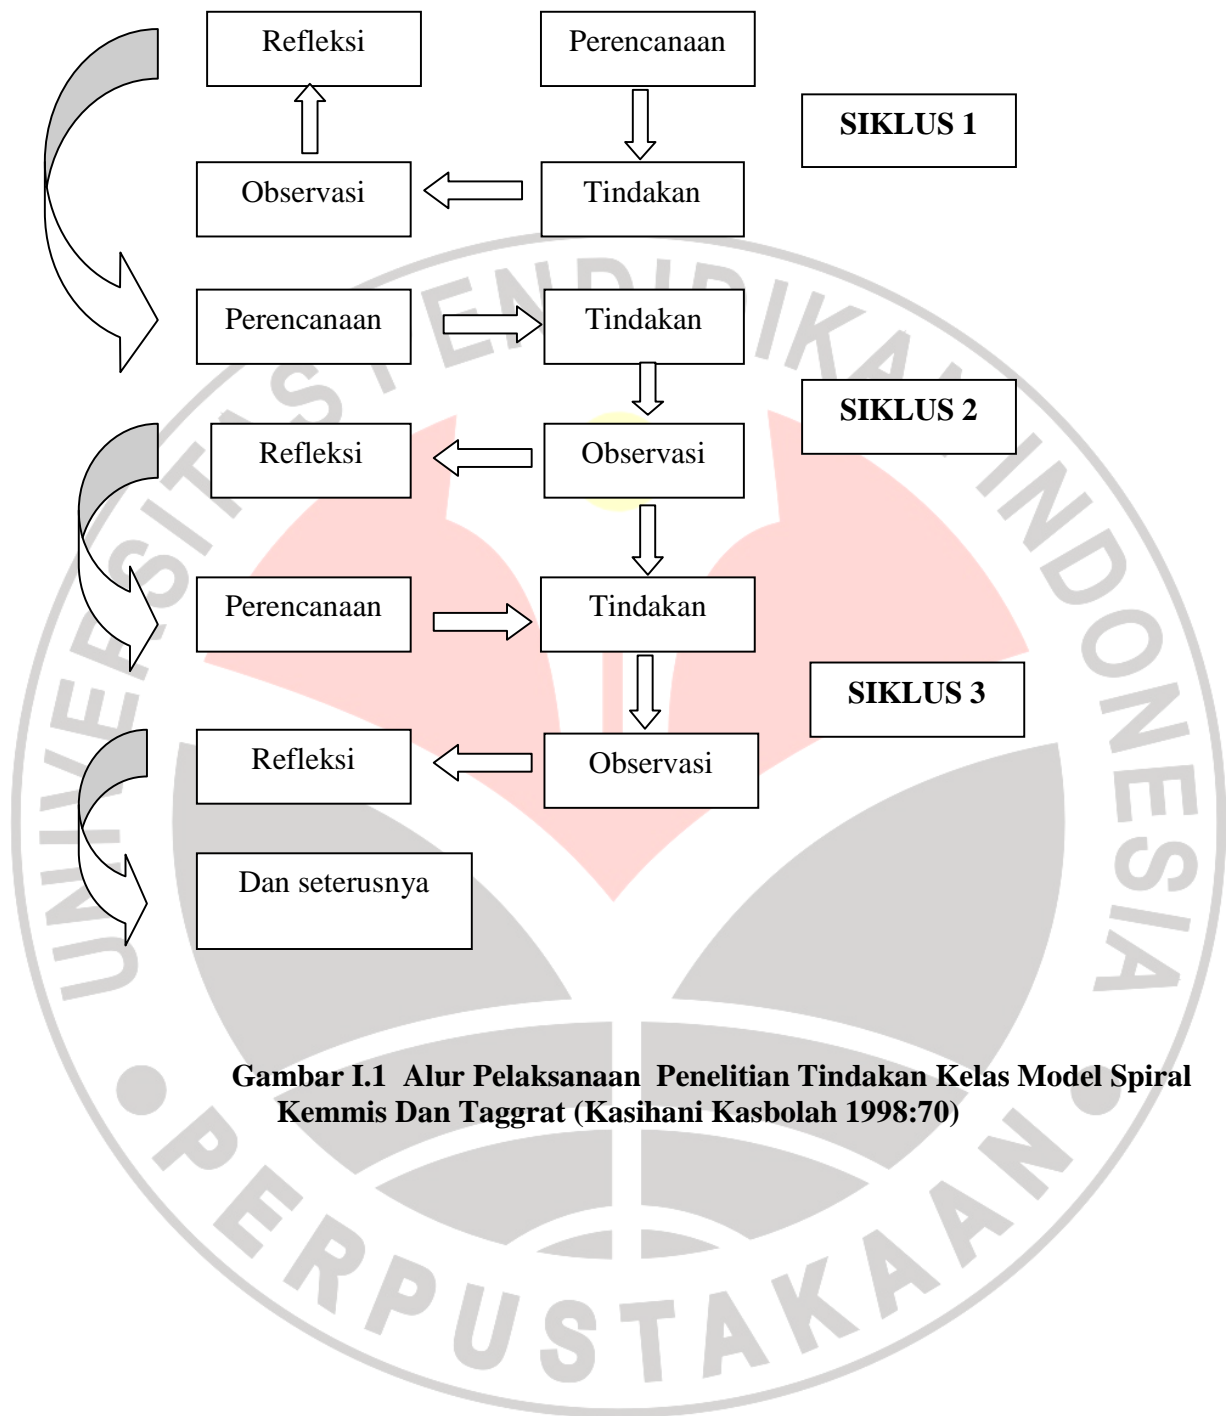 Refleksi
Perencanaan
SIKLUS 1
Observasi
Tindakan
Perencanaan
Tindakan
SIKLUS 2
Refleksi
Observasi
Perencanaan
Tindakan
SIKLUS 3
Refleksi
Observasi
Dan seterusnya
Gambar I.1 Alur Pelaksanaan Penelitian Tindakan Kelas Model Spiral
Kemmis Dan Taggrat (Kasihani Kasbolah 1998:70)
UNIVERSITAS PENDIDIKAN INDONESIA
PERPUSTAKAAN